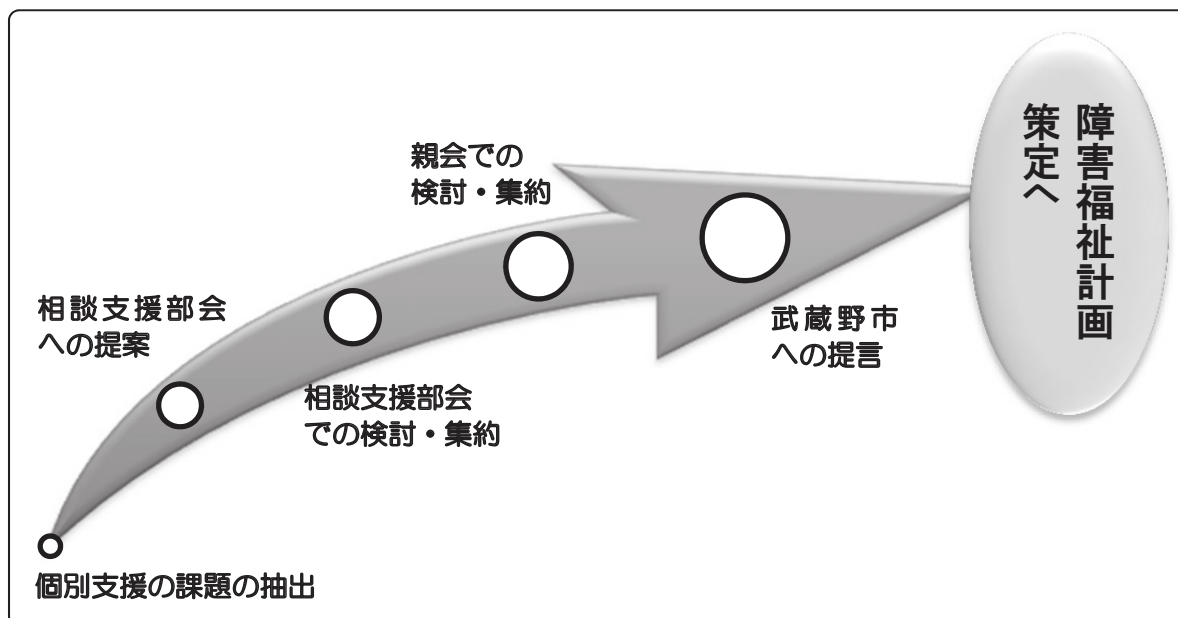 個別支援の課題の抽出
相談支援部会
への提案
相談支援部会
での検討・集約
親会での
検討・集約
武蔵野市
への提言
障害福祉計画
策定へ